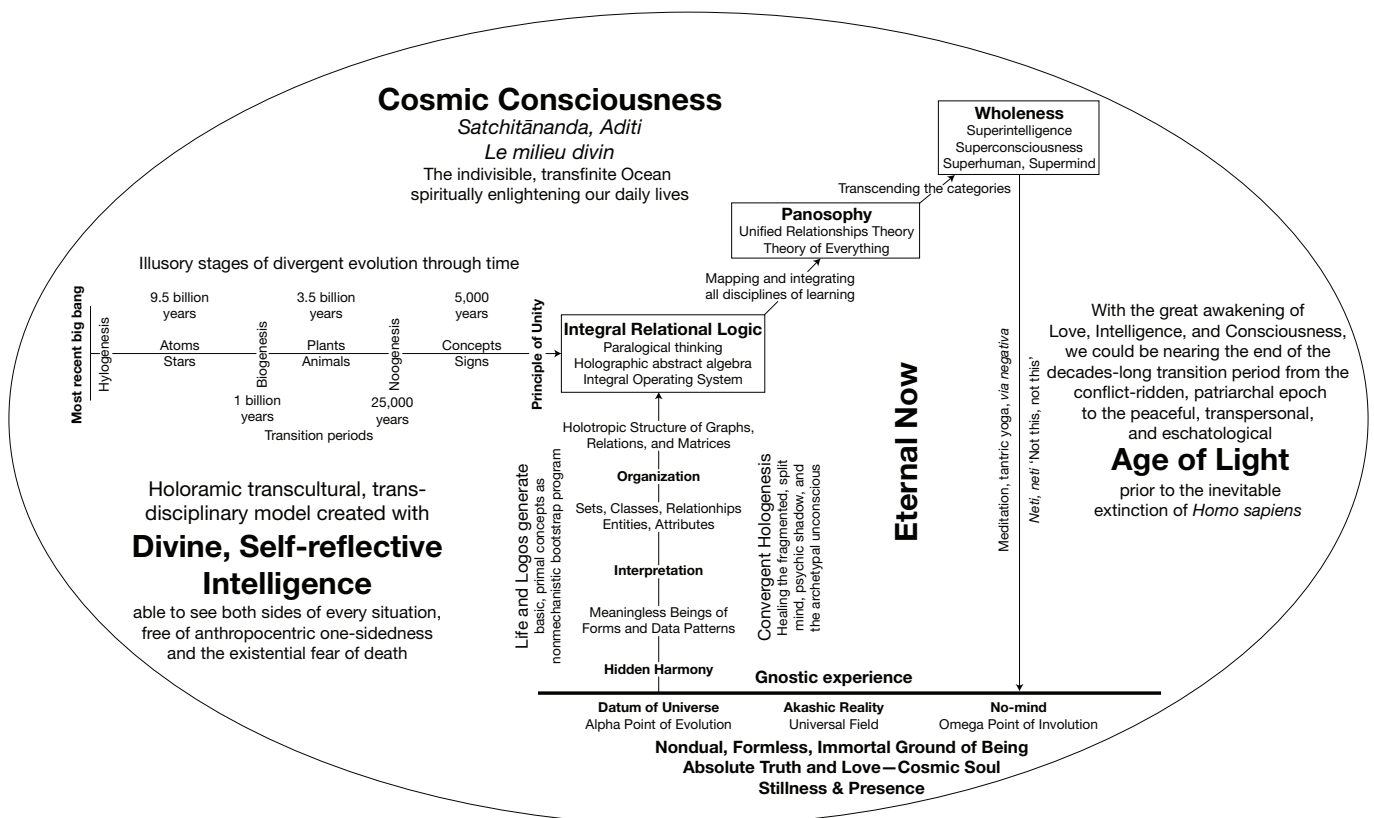 Cosmic Consciousness
Satchitānanda, Aditi
Le milieu divin
The indivisible, transfinite Ocean
spiritually enlightening our daily lives
Wholeness
Superintelligence
Superconsciousness
Superhuman, Supermind
Transcending the categories
Panosophy
Unified Relationships Theory
Theory of Everything
Mapping and integrating
all disciplines of learning
Illusory stages of divergent evolution through time
Most recent big bang
Hylogenesis
9.5 billion
years
Atoms
Stars
Biogenesis
1 billion
years
3.5 billion
years
Plants
Animals
Noogenesis
25,000
years
5,000
years
Concepts
Signs
Transition periods
Principle of Unity
Integral Relational Logic
Paralogical thinking
Holographic abstract algebra
Integral Operating System
Holotropic Structure of Graphs,
Relations, and Matrices
Organization
Sets, Classes, Relationhips
Entities, Attributes
Interpretation
Meaningless Beings of
Forms and Data Patterns
Hidden Harmony
Life and Logos generate
basic, primal concepts as
nonmechanistic bootstrap program
Convergent Hologenesis
Healing the fragmented, split
mind, psychic shadow, and
the archetypal unconscious
Eternal Now
Meditation, tantric yoga, via negativa
Neti, neti ‘Not this, not this’
With the great awakening of
Love, Intelligence, and Consciousness,
we could be nearing the end of the
decades-long transition period from the
conflict-ridden, patriarchal epoch
to the peaceful, transpersonal,
and eschatological
Age of Light
prior to the inevitable
extinction of Homo sapiens
Holoramic transcultural, trans-
disciplinary model created with
Divine, Self-reflective
Intelligence
able to see both sides of every situation,
free of anthropocentric one-sidedness
and the existential fear of death
Gnostic experience
Datum of Universe
Alpha Point of Evolution
Akashic Reality
Universal Field
No-mind
Omega Point of Involution
Nondual, Formless, Immortal Ground of Being
Absolute Truth and Love—Cosmic Soul
Stillness & Presence